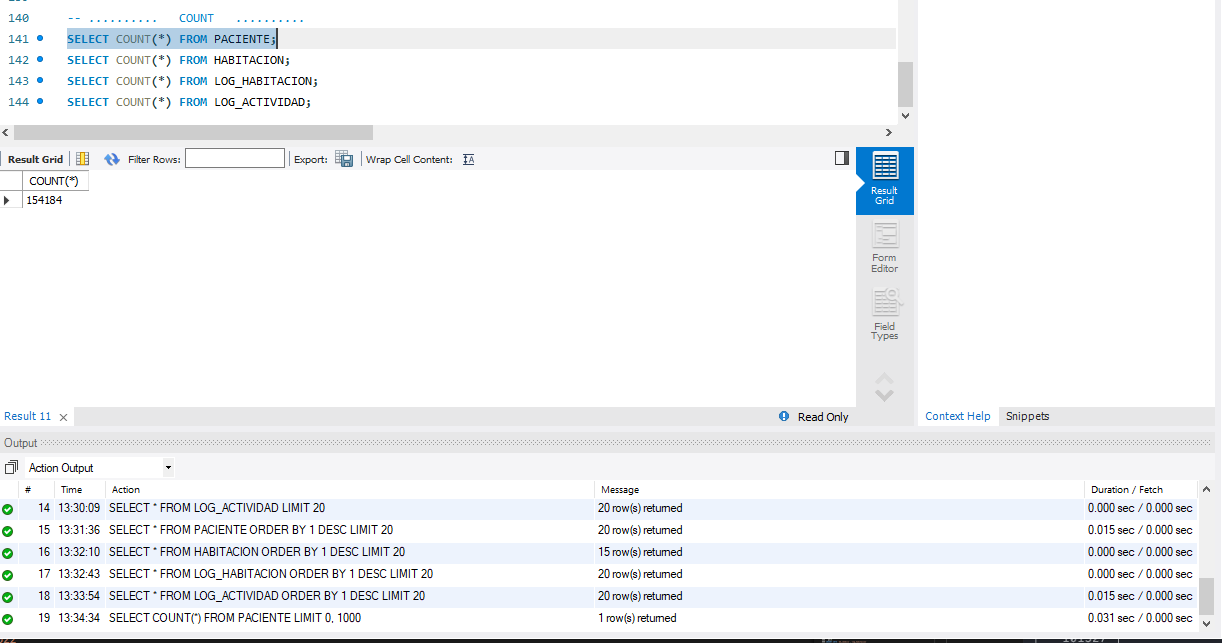 140 -- .......... COUNT ..........
141 SELECT COUNT(*) FROM PACIENTE;
142 SELECT COUNT(*) FROM HABITACION;
143 SELECT COUNT(*) FROM LOG_HABITACION;
144 SELECT COUNT(*) FROM LOG_ACTIVIDAD;
Result Grid Filter Rows: Export: Wrap Cell Content:
COUNT(*)
154184
Result
Grid
Form
Editor
Field
Types
Result 11 Read Only Context Help Snippets
Output
Action Output
# Time Action Message Duration / Fetch
14 13:30:09 SELECT * FROM LOG_ACTIVIDAD LIMIT 20 20 row(s) returned 0.000 sec / 0.000 sec
15 13:31:36 SELECT * FROM PACIENTE ORDER BY 1 DESC LIMIT 20 20 row(s) returned 0.015 sec / 0.000 sec
16 13:32:10 SELECT * FROM HABITACION ORDER BY 1 DESC LIMIT 20 15 row(s) returned 0.000 sec / 0.000 sec
17 13:32:43 SELECT * FROM LOG_HABITACION ORDER BY 1 DESC LIMIT 20 20 row(s) returned 0.000 sec / 0.000 sec
18 13:33:54 SELECT * FROM LOG_ACTIVIDAD ORDER BY 1 DESC LIMIT 20 20 row(s) returned 0.015 sec / 0.000 sec
19 13:34:34 SELECT COUNT(*) FROM PACIENTE LIMIT 0, 1000 1 row(s) returned 0.031 sec / 0.000 sec